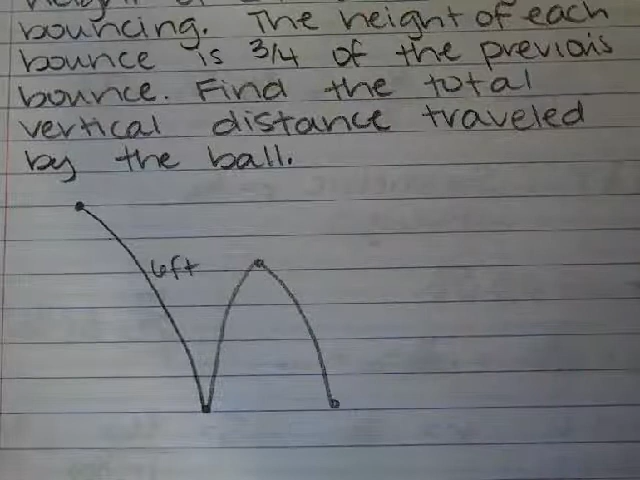 bouncing. The height of each
bounce is 3/4 of the previois
bounce. Find the total
vertical distance traveled
by the ball.
6ft